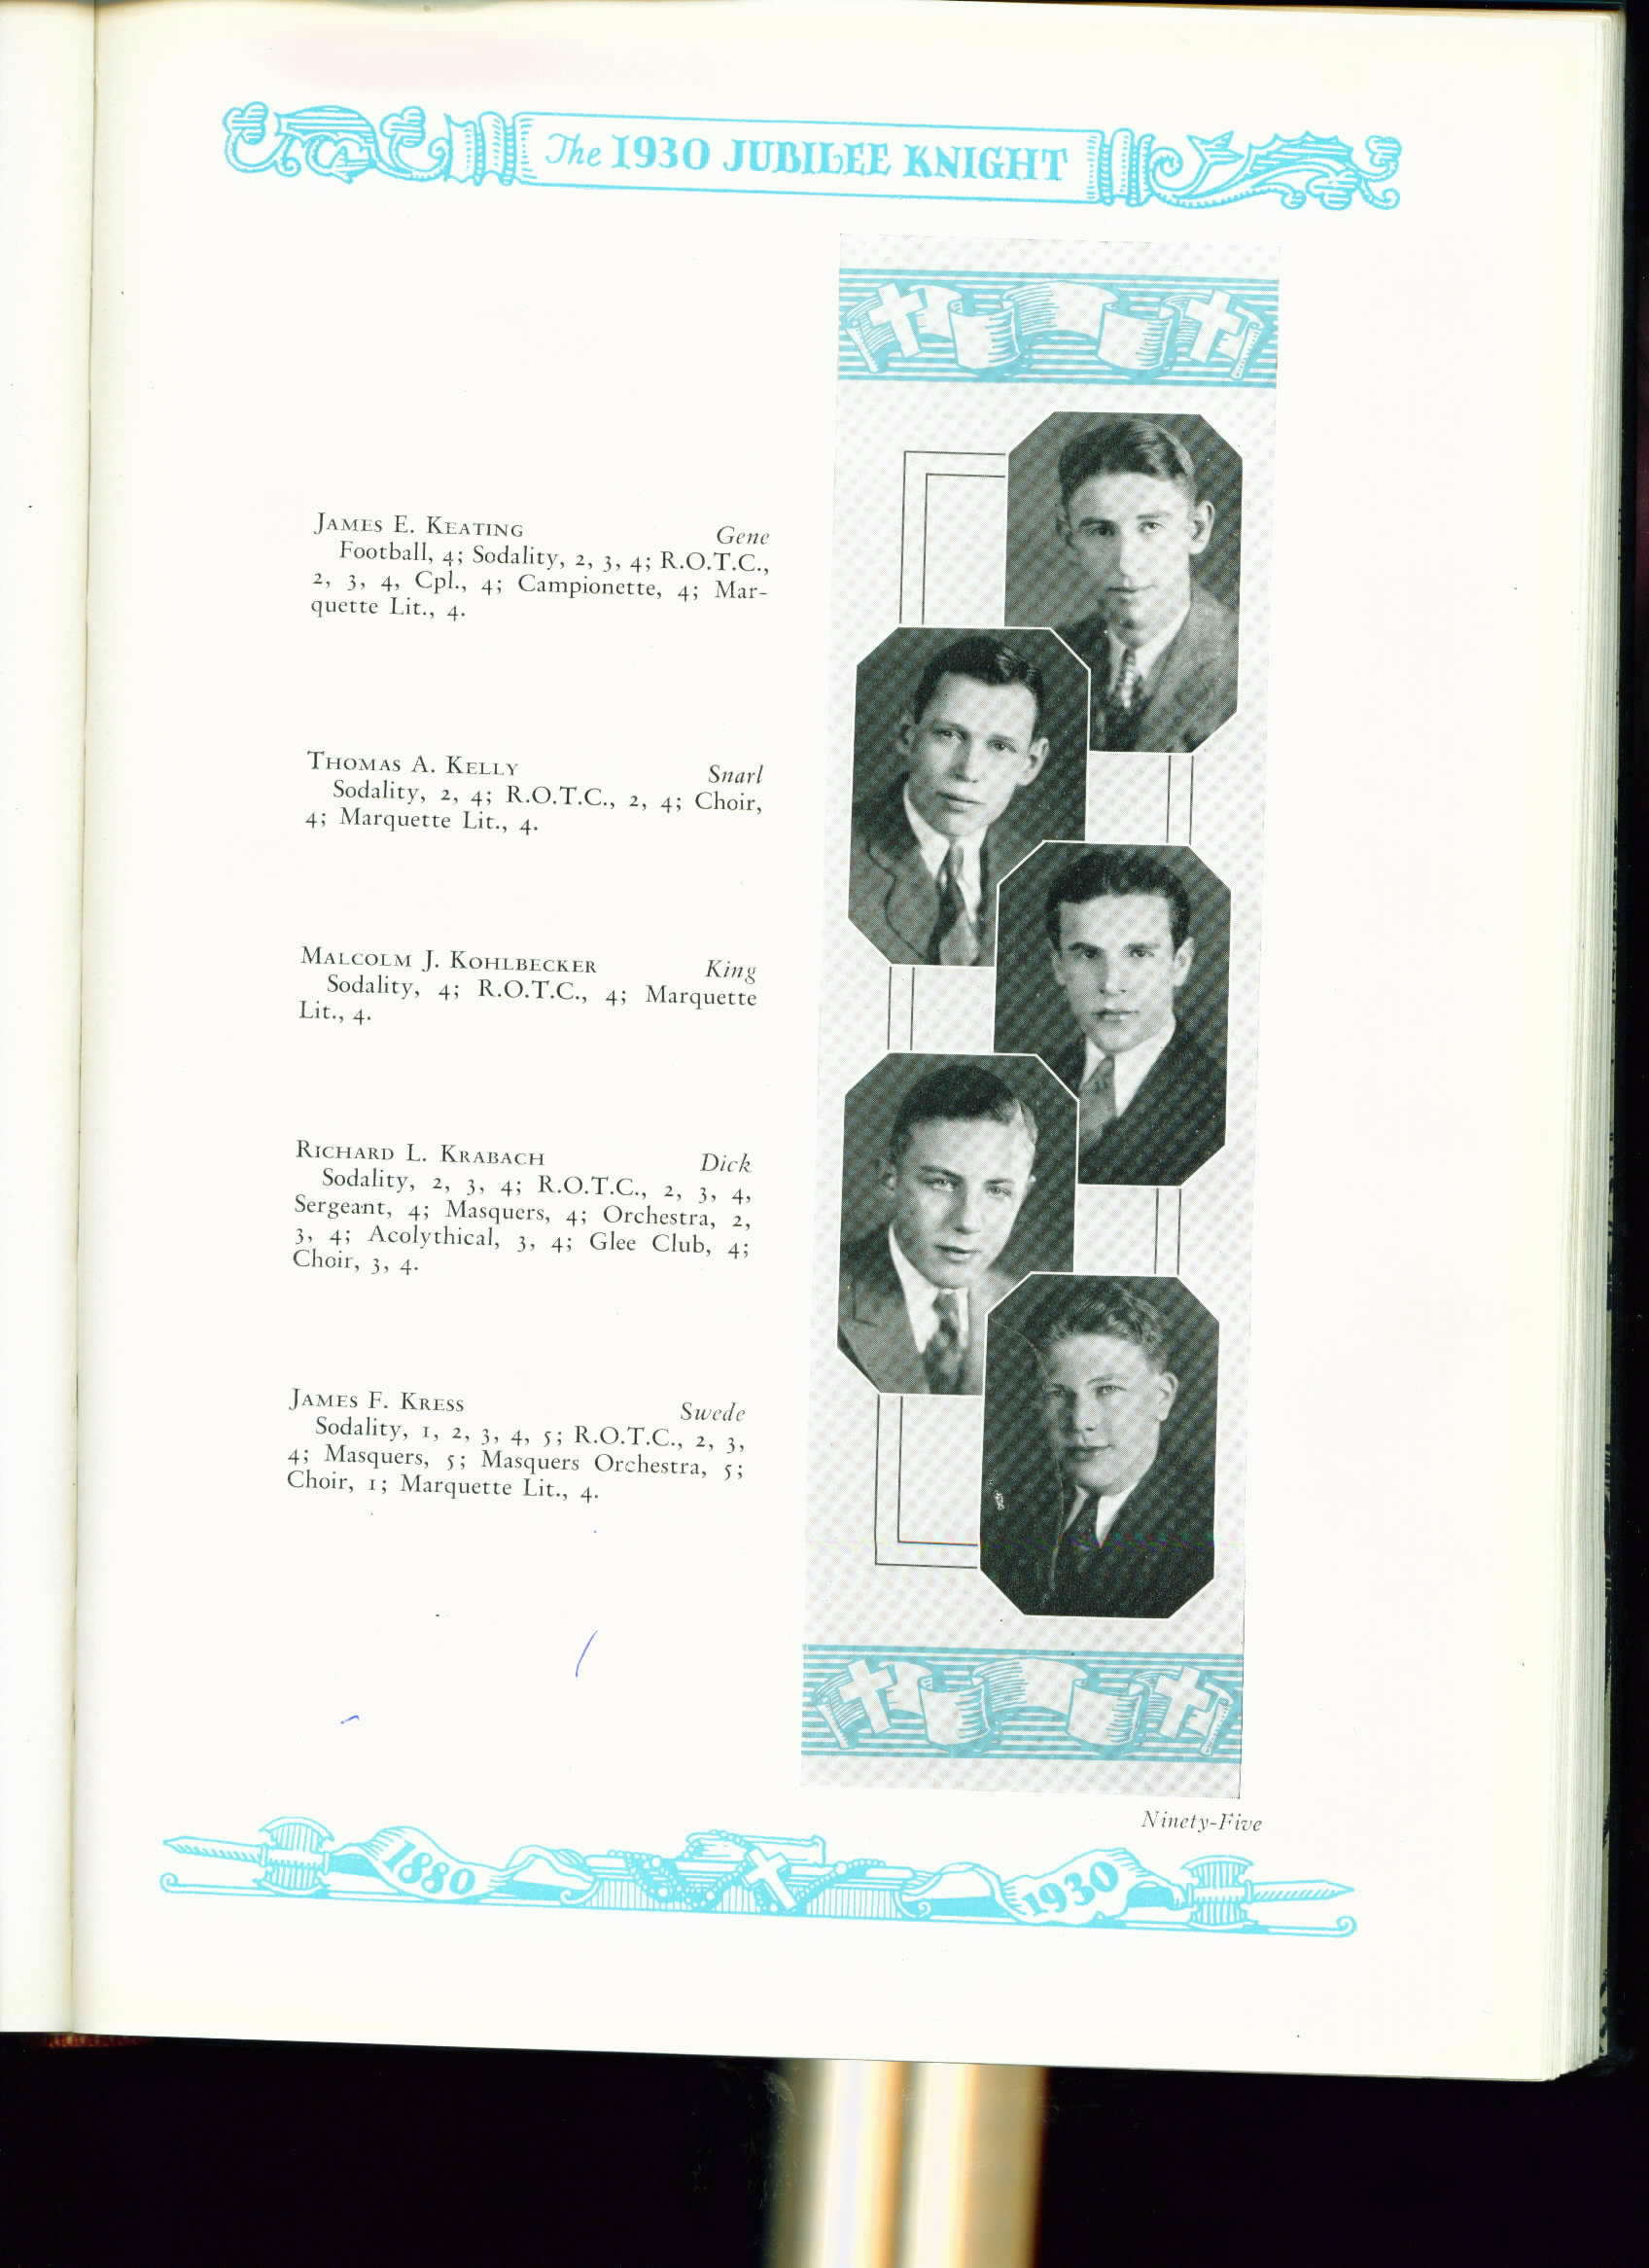 The 1930 JUBILEE KNIGHT
JAMES E. KEATING Gene
Football, 4; Sodality, 2, 3, 4; R.O.T.C.,
2, 3, 4, Cpl., 4; Campionette, 4; Mar-
quette Lit., 4.
THOMAS A. KELLY Snarl
Sodality, 2, 4; R.O.T.C., 2, 4; Choir,
4; Marquette Lit., 4.
MALCOLM J. KOHLBECKER King
Sodality, 4; R.O.T.C., 4; Marquette
Lit., 4.
RICHARD L. KRABACH Dick
Sodality, 2, 3, 4; R.O.T.C., 2, 3, 4,
Sergeant, 4; Masquers, 4; Orchestra, 2,
3, 4; Acolythical, 3, 4; Glee Club, 4;
Choir, 3, 4.
JAMES F. KRESS Swede
Sodality, 1, 2, 3, 4, 5; R.O.T.C., 2, 3,
4; Masquers, 5; Masquers Orchestra, 5;
Choir, 1; Marquette Lit., 4.
Ninety-Five
1880 1930